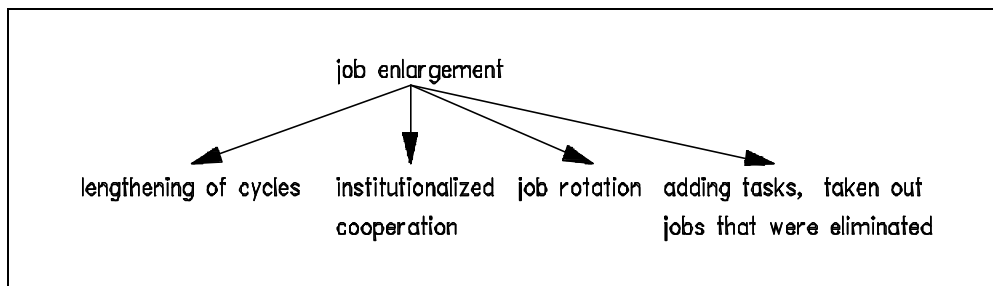 job enlargement
lengthening of cycles institutionalized job rotation adding tasks, taken out
cooperation jobs that were eliminated